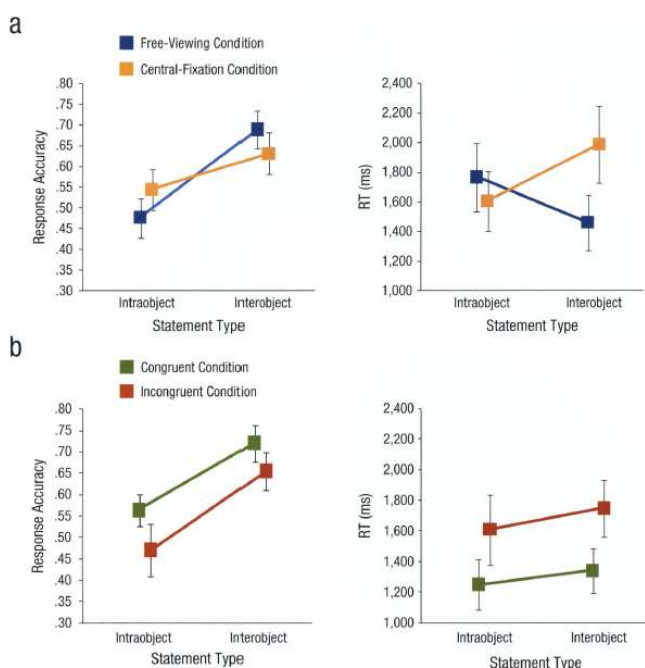 a
Free-Viewing Condition
Central-Fixation Condition
.80
.75
.70
.65
.60
.55
.50
.45
.40
.35
.30
Response Accuracy
Intraobject Interobject
Statement Type
2,400
2,200
2,000
1,800
1,600
1,400
1,200
1,000
RT (ms)
Intraobject Interobject
Statement Type
b
Congruent Condition
Incongruent Condition
.80
.75
.70
.65
.60
.55
.50
.45
.40
.35
.30
Response Accuracy
Intraobject Interobject
Statement Type
2,400
2,200
2,000
1,800
1,600
1,400
1,200
1,000
RT (ms)
Intraobject Interobject
Statement Type